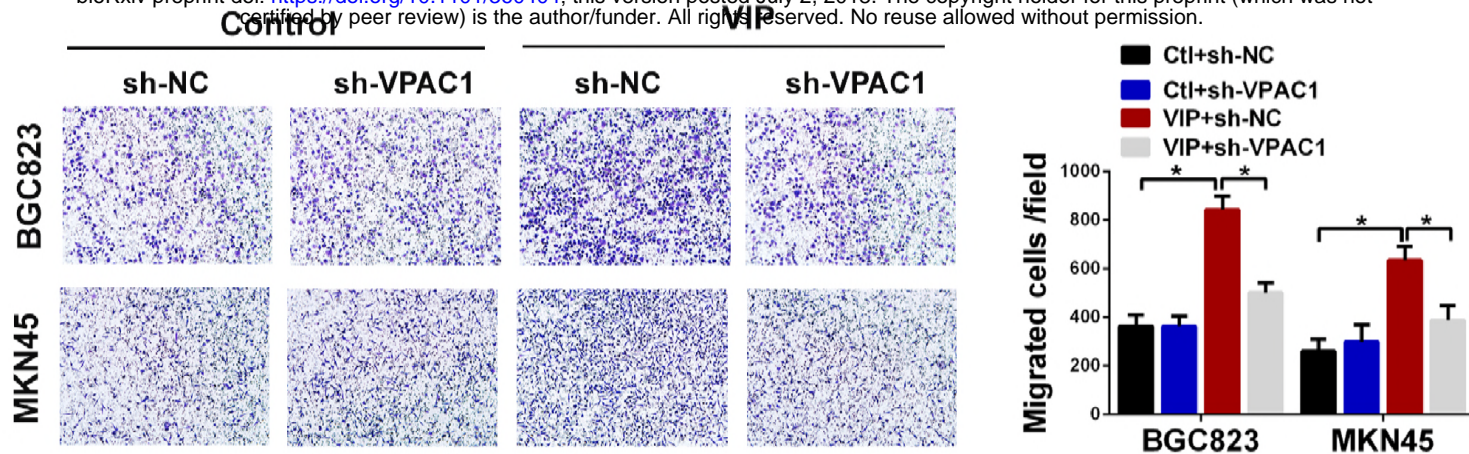 certified by peer review) is the author/funder. All rights reserved. No reuse allowed without permission.
Control VIP
sh-NC sh-VPAC1 sh-NC sh-VPAC1
BGC823
MKN45
Ctl+sh-NC
Ctl+sh-VPAC1
VIP+sh-NC
VIP+sh-VPAC1
Migrated cells /field
1000
800
600
400
200
0
* *
* *
BGC823 MKN45